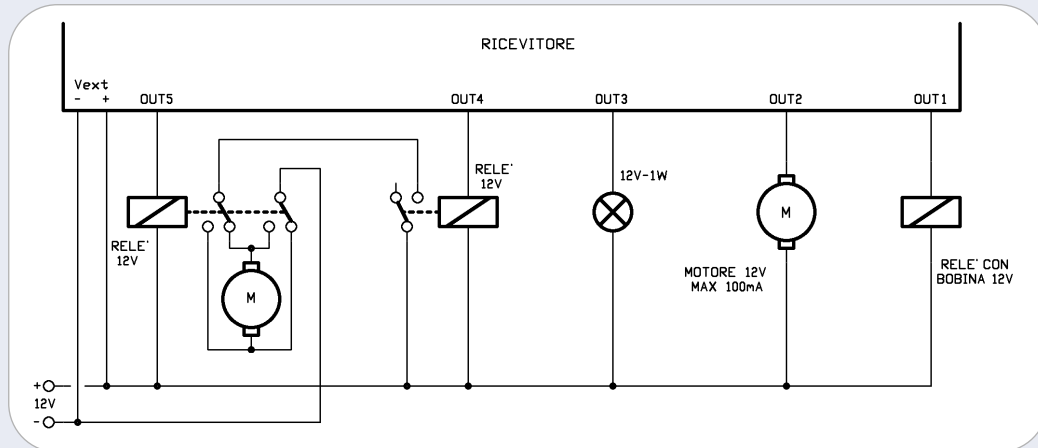 RICEVITORE
Vext
- +
OUT5
OUT4
OUT3
OUT2
OUT1
RELE'
12V
RELE'
12V
12V-1W
M
M
MOTORE 12V
MAX 100mA
RELE' CON
BOBINA 12V
+
12V
-